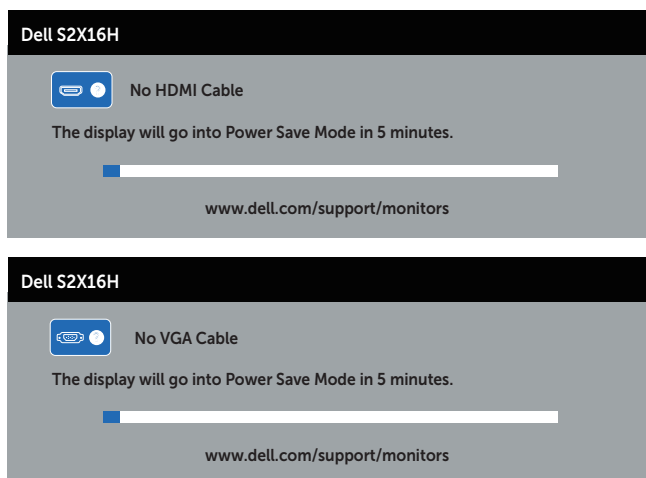 Dell S2X16H
No HDMI Cable
The display will go into Power Save Mode in 5 minutes.
www.dell.com/support/monitors
Dell S2X16H
No VGA Cable
The display will go into Power Save Mode in 5 minutes.
www.dell.com/support/monitors